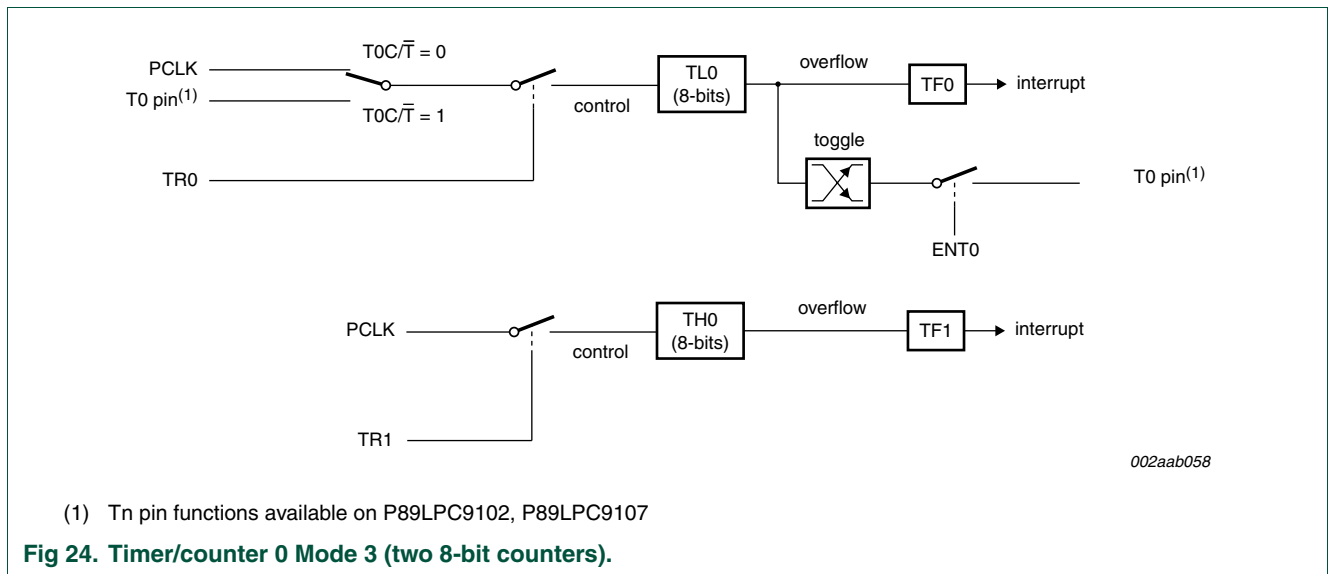 T0C/T̅ = 0
PCLK
T0 pin(1)
T0C/T̅ = 1
TR0
control
TL0
(8-bits)
overflow
TF0
interrupt
toggle
T0 pin(1)
ENT0
PCLK
control
TH0
(8-bits)
overflow
TF1
interrupt
TR1
002aab058
(1) Tn pin functions available on P89LPC9102, P89LPC9107
Fig 24. Timer/counter 0 Mode 3 (two 8-bit counters).